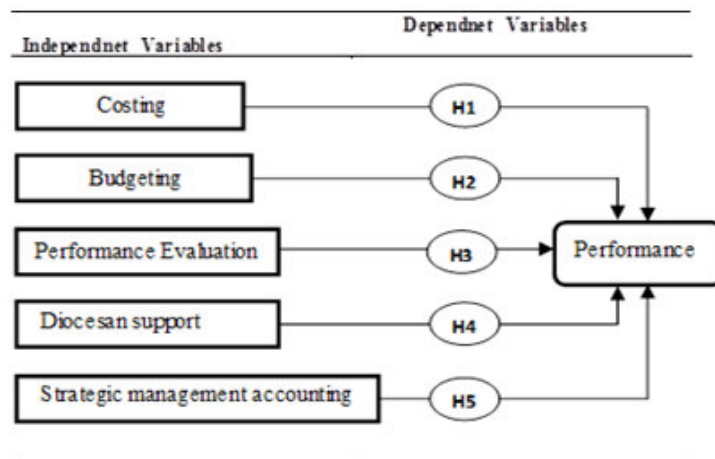 Dependnet Variables
Independnet Variables
Costing
H1
Budgeting
H2
Performance Evaluation
H3
Performance
Diocesan support
H4
Strategic management accounting
H5